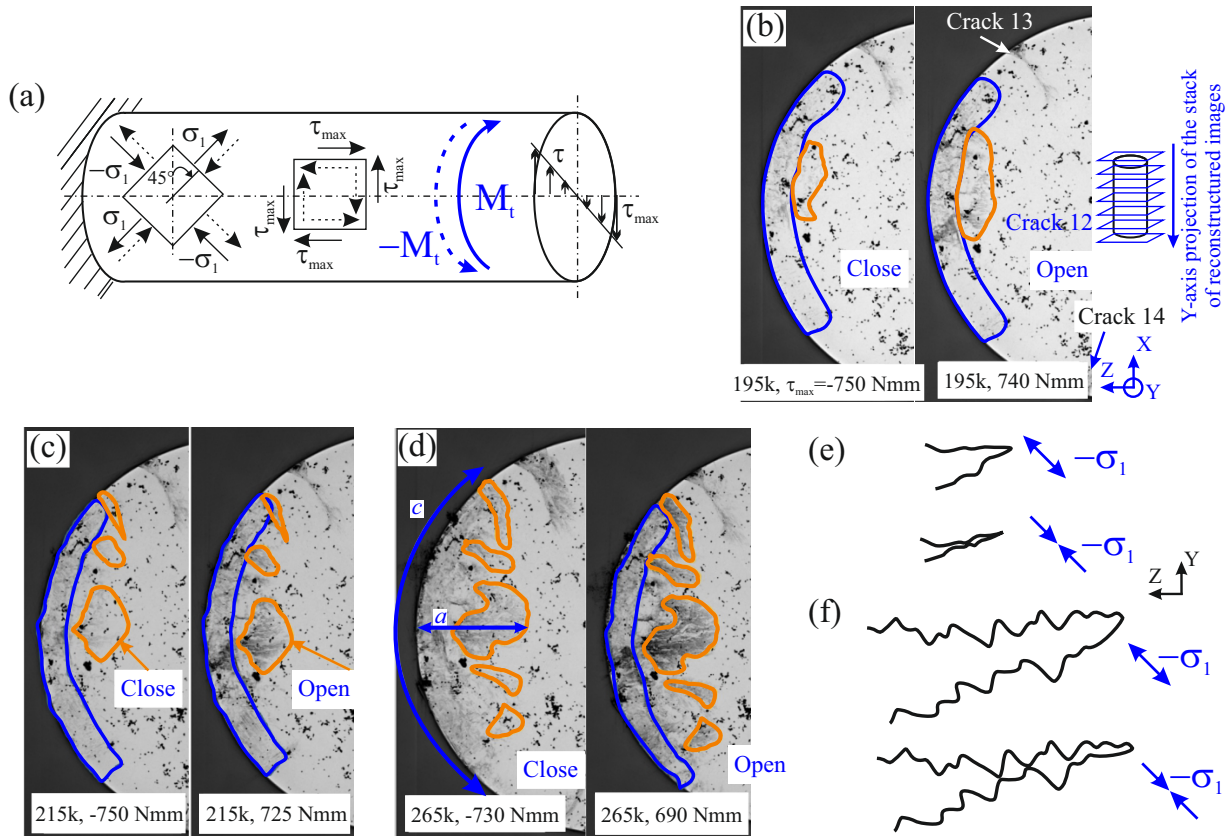 (a)
σ₁
−σ₁
45°
σ₁
−σ₁
τmax
τmax
τmax
τmax
Mt
−Mt
τ
τmax
(b)
Crack 13
Crack 12
Close
Open
Crack 14
195k, τmax=-750 Nmm
195k, 740 Nmm
Y-axis projection of the stack
of reconstructed images
X
Z
Y
(c)
Close
Open
215k, -750 Nmm
215k, 725 Nmm
(d)
c
a
Close
Open
265k, -730 Nmm
265k, 690 Nmm
(e)
−σ₁
−σ₁
Y
Z
(f)
−σ₁
−σ₁